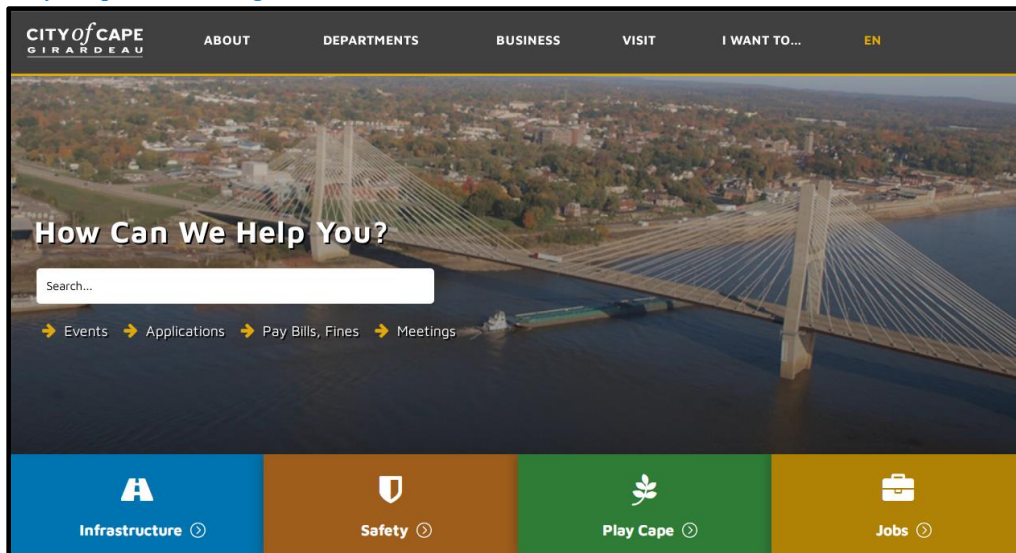 CITY of CAPE
GIRARDEAU
ABOUT
DEPARTMENTS
BUSINESS
VISIT
I WANT TO...
EN
How Can We Help You?
Search...
Events
Applications
Pay Bills, Fines
Meetings
Infrastructure
Safety
Play Cape
Jobs